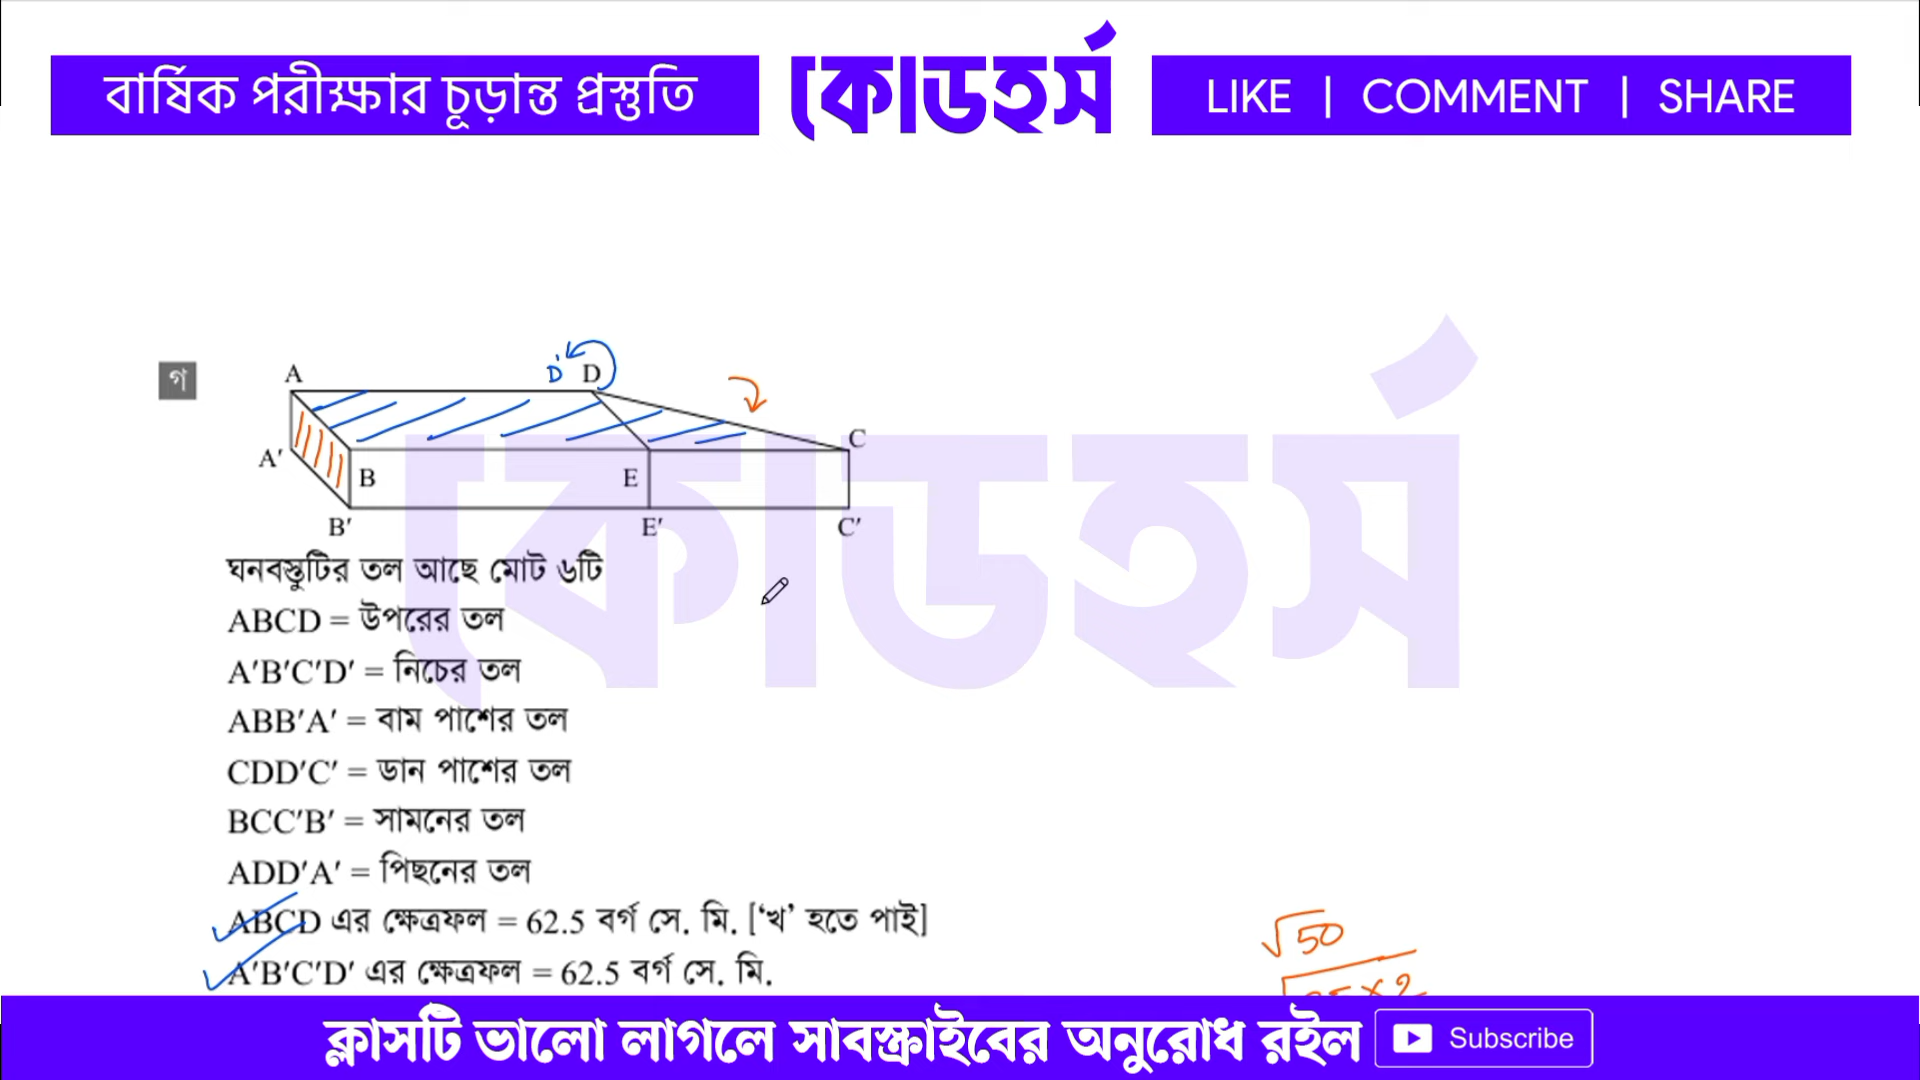 বার্ষিক পরীক্ষার চূড়ান্ত প্রস্তুতি
কোডহর্স
LIKE | COMMENT | SHARE
গ
A
D'
D
C
A'
B
E
B'
E'
C'
কোডহর্স
ঘনবস্তুটির তল আছে মোট ৬টি
ABCD = উপরের তল
A'B'C'D' = নিচের তল
ABB'A' = বাম পাশের তল
CDD'C' = ডান পাশের তল
BCC'B' = সামনের তল
ADD'A' = পিছনের তল
ABCD এর ক্ষেত্রফল = 62.5 বর্গ সে. মি. [‘খ’ হতে পাই]
√50
A'B'C'D' এর ক্ষেত্রফল = 62.5 বর্গ সে. মি.
ক্লাসটি ভালো লাগলে সাবস্ক্রাইবের অনুরোধ রইল
Subscribe